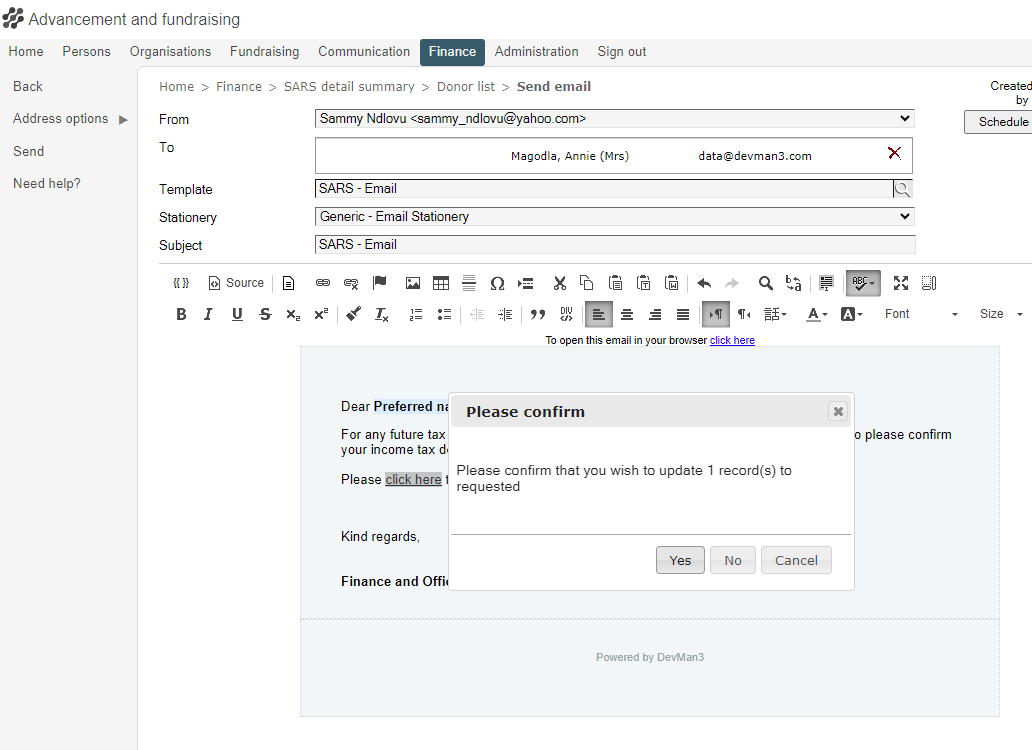 Advancement and fundraising
Home Persons Organisations Fundraising Communication Finance Administration Sign out
Back
Address options
Send
Need help?
Home > Finance > SARS detail summary > Donor list > Send email
Created
by
Schedule
From Sammy Ndlovu <sammy_ndlovu@yahoo.com>
To Magodla, Annie (Mrs) data@devman3.com
Template SARS - Email
Stationery Generic - Email Stationery
Subject SARS - Email
Source
Font Size
To open this email in your browser click here
Dear Preferred na
For any future tax o please confirm
your income tax d
Please click here t
Kind regards,
Finance and Offi
Please confirm
Please confirm that you wish to update 1 record(s) to
requested
Yes No Cancel
Powered by DevMan3